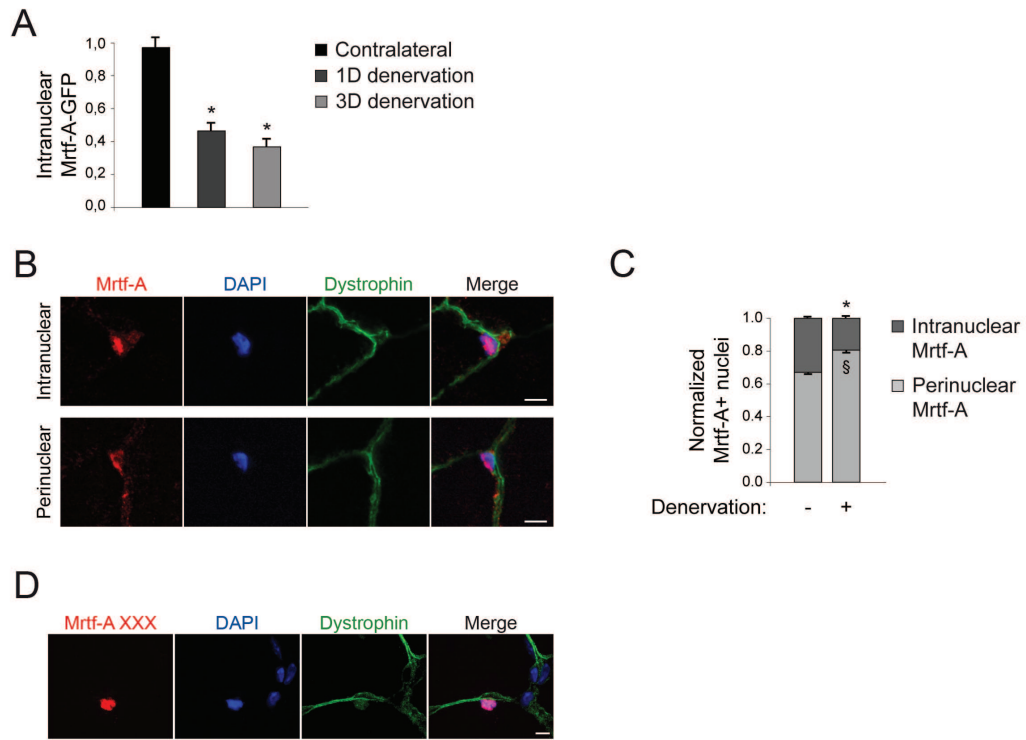 A
Intranuclear
Mrtf-A-GFP
1,0
0,8
0,6
0,4
0,2
0,0
*
*
Contralateral
1D denervation
3D denervation
B
Mrtf-A
DAPI
Dystrophin
Merge
Intranuclear
Perinuclear
C
Normalized
Mrtf-A+ nuclei
1.0
0.8
0.6
0.4
0.2
0.0
*
§
Denervation:
-
+
Intranuclear
Mrtf-A
Perinuclear
Mrtf-A
D
Mrtf-A XXX
DAPI
Dystrophin
Merge